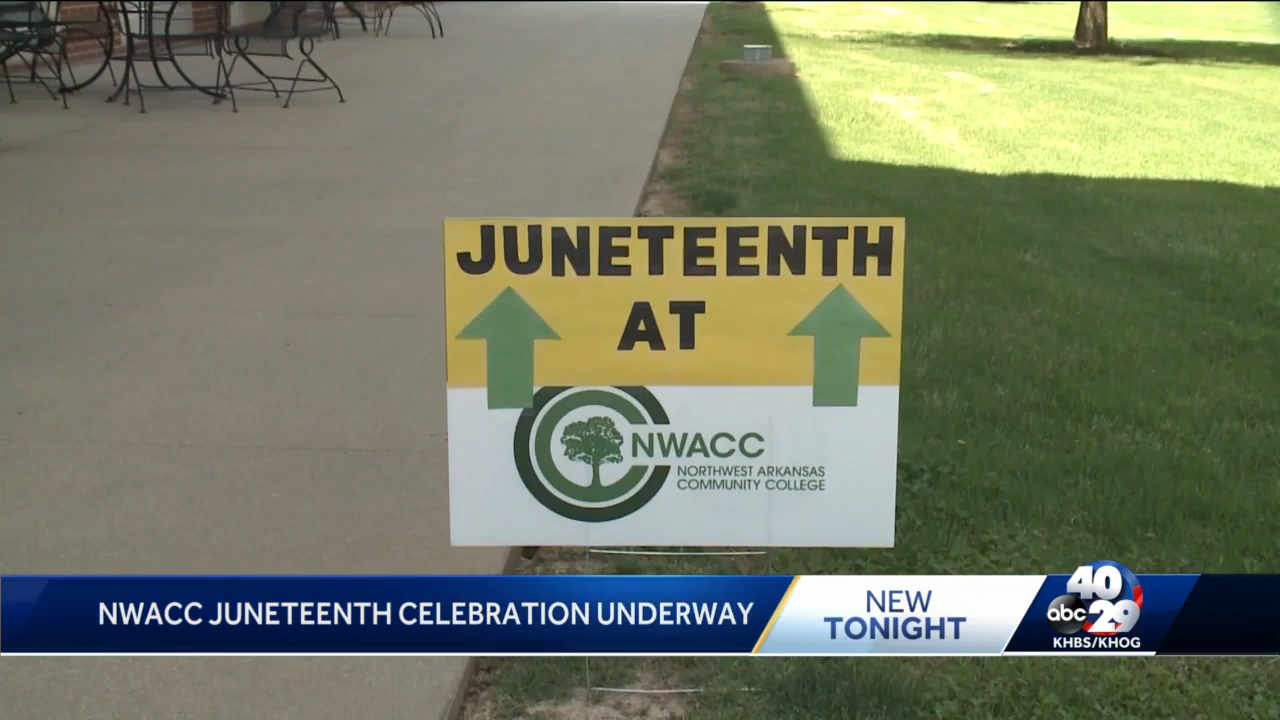 JUNETEENTH
AT
NWACC
NORTHWEST ARKANSAS
COMMUNITY COLLEGE
NWACC JUNETEENTH CELEBRATION UNDERWAY
NEW
TONIGHT
40
abc 29
KHBS/KHOG